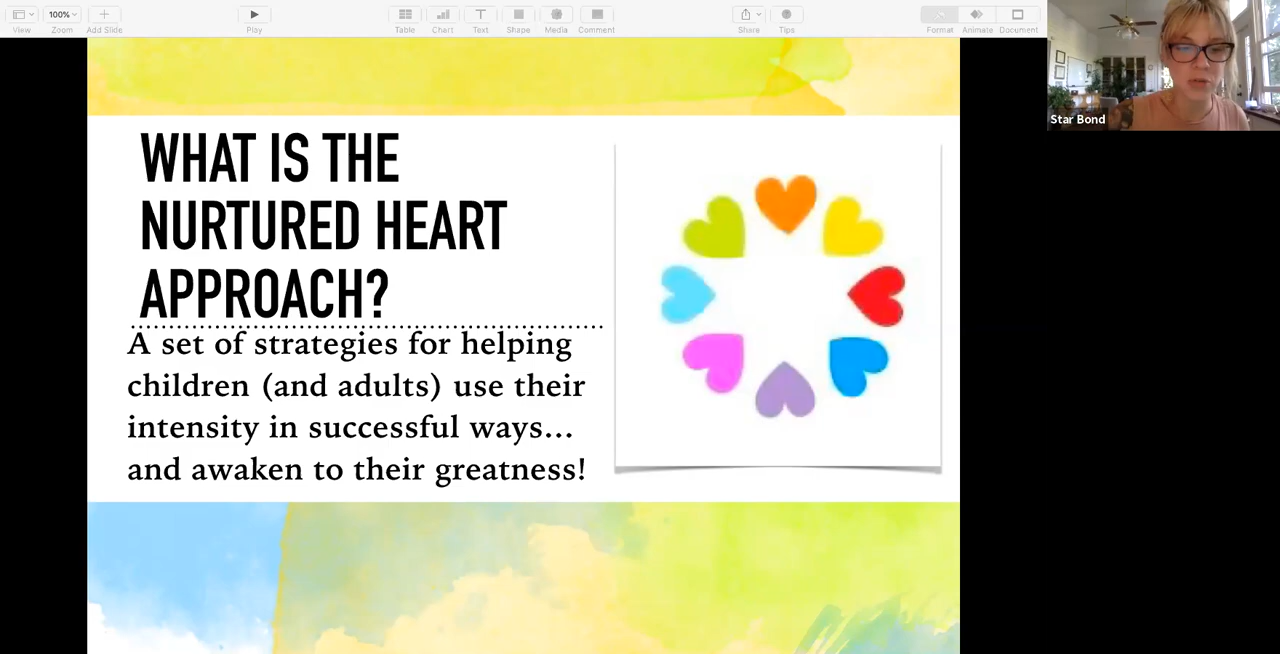 100%
View
Zoom
Add Slide
Play
Table
Chart
Text
Shape
Media
Comment
Share
Tips
Format
Animate
Document
Star Bond
WHAT IS THE
NURTURED HEART
APPROACH?
A set of strategies for helping
children (and adults) use their
intensity in successful ways...
and awaken to their greatness!